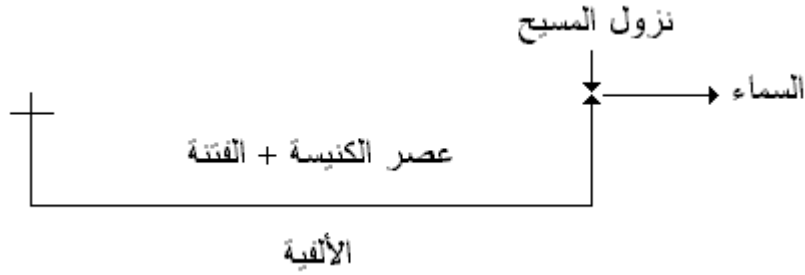 نزول المسيح
السماء
عصر الكنيسة + الفتنة
الألفية